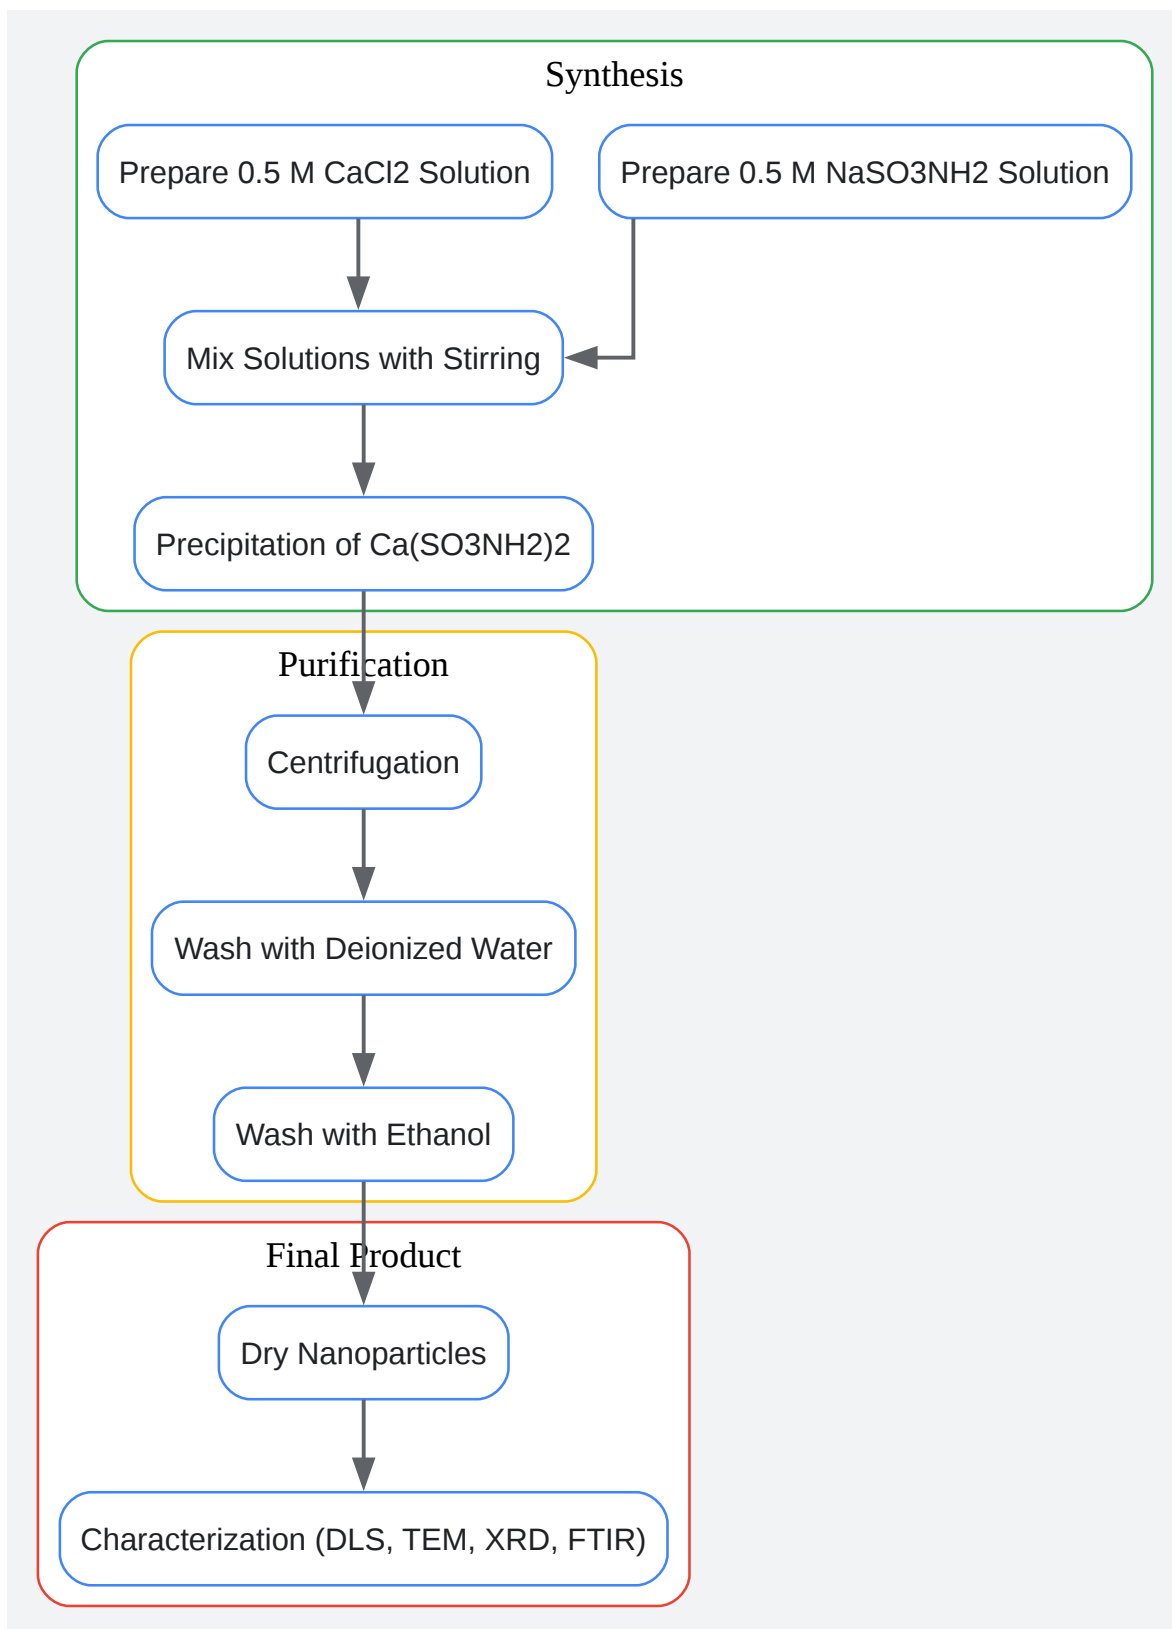 Synthesis
Prepare 0.5 M CaCl2 Solution
Prepare 0.5 M NaSO3NH2 Solution
Mix Solutions with Stirring
Precipitation of Ca(SO3NH2)2
Purification
Centrifugation
Wash with Deionized Water
Wash with Ethanol
Final Product
Dry Nanoparticles
Characterization (DLS, TEM, XRD, FTIR)